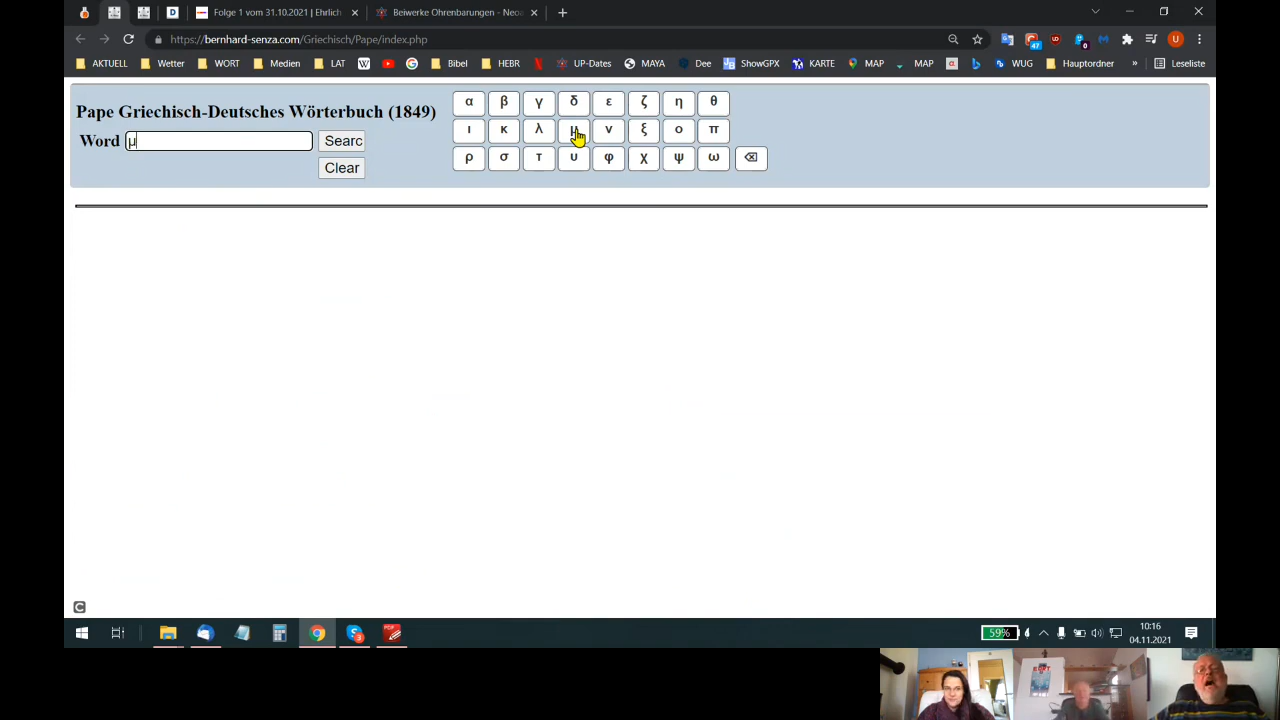 Folge 1 vom 31.10.2021 | Ehrlich
Beiwerke Ohrenbarungen - Neo
https://bernhard-senza.com/Griechisch/Pape/index.php
47
0
U
AKTUELL Wetter WORT Medien LAT W Bibel HEBR UP-Dates MAYA Dee ShowGPX KARTE MAP MAP α WUG Hauptordner » Leseliste
Pape Griechisch-Deutsches Wörterbuch (1849)
Word μ Searc
Clear
α β γ δ ε ζ η θ
ι κ λ μ ν ξ ο π
ρ σ τ υ φ χ ψ ω
C
59%
10:16
04.11.2021